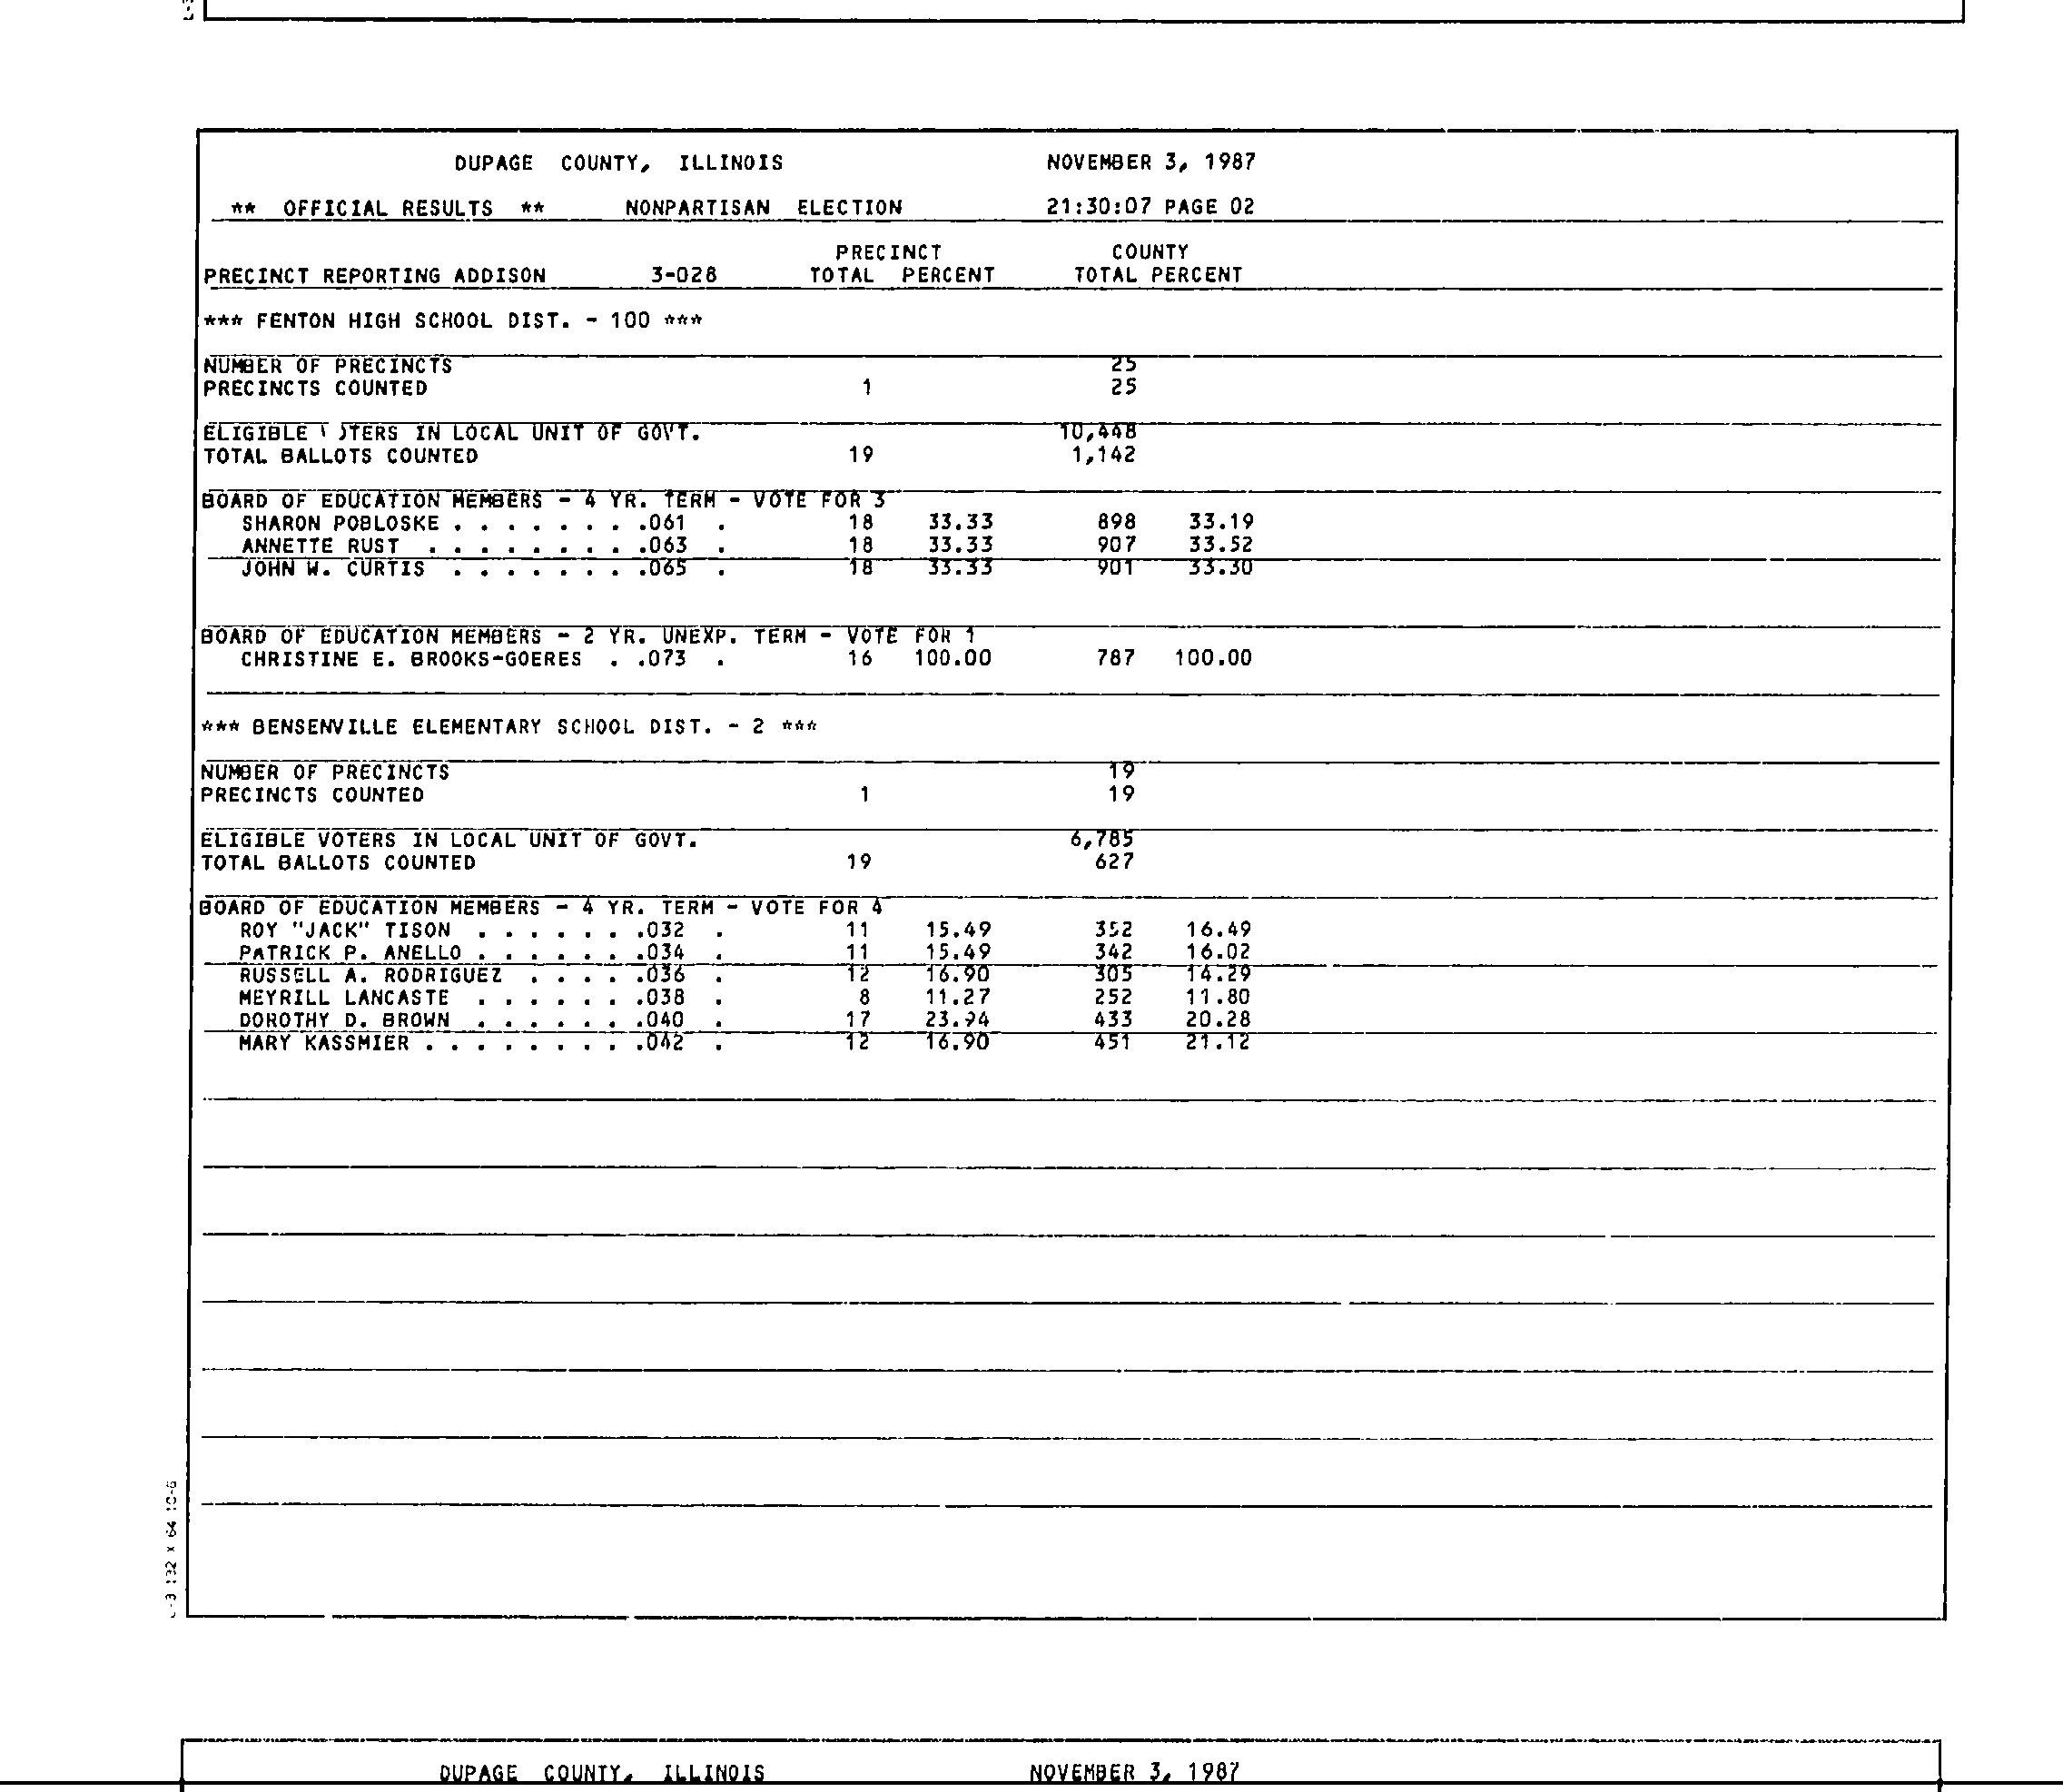 DUPAGE COUNTY, ILLINOIS NOVEMBER 3, 1987
** OFFICIAL RESULTS ** NONPARTISAN ELECTION 21:30:07 PAGE 02
PRECINCT COUNTY
PRECINCT REPORTING ADDISON 3-028 TOTAL PERCENT TOTAL PERCENT
*** FENTON HIGH SCHOOL DIST. - 100 ***
NUMBER OF PRECINCTS 25
PRECINCTS COUNTED 1 25
ELIGIBLE VOTERS IN LOCAL UNIT OF GOVT. 10,448
TOTAL BALLOTS COUNTED 19 1,142
BOARD OF EDUCATION MEMBERS - 4 YR. TERM - VOTE FOR 3
SHARON POBLOSKE . . . . . . . .061 . 18 33.33 898 33.19
ANNETTE RUST . . . . . . . . .063 . 18 33.33 907 33.52
JOHN W. CURTIS . . . . . . . .065 . 18 33.33 901 33.30
BOARD OF EDUCATION MEMBERS - 2 YR. UNEXP. TERM - VOTE FOR 1
CHRISTINE E. BROOKS-GOERES . .073 . 16 100.00 787 100.00
*** BENSENVILLE ELEMENTARY SCHOOL DIST. - 2 ***
NUMBER OF PRECINCTS 19
PRECINCTS COUNTED 1 19
ELIGIBLE VOTERS IN LOCAL UNIT OF GOVT. 6,785
TOTAL BALLOTS COUNTED 19 627
BOARD OF EDUCATION MEMBERS - 4 YR. TERM - VOTE FOR 4
ROY "JACK" TISON . . . . . . .032 . 11 15.49 352 16.49
PATRICK P. ANELLO . . . . . . .034 . 11 15.49 342 16.02
RUSSELL A. RODRIGUEZ . . . . .036 . 12 16.90 305 14.29
MEYRILL LANCASTE . . . . . . .038 . 8 11.27 252 11.80
DOROTHY D. BROWN . . . . . . .040 . 17 23.94 433 20.28
MARY KASSMIER . . . . . . . . .042 . 12 16.90 451 21.12
132 x 64 10-6
DUPAGE COUNTY, ILLINOIS NOVEMBER 3, 1987